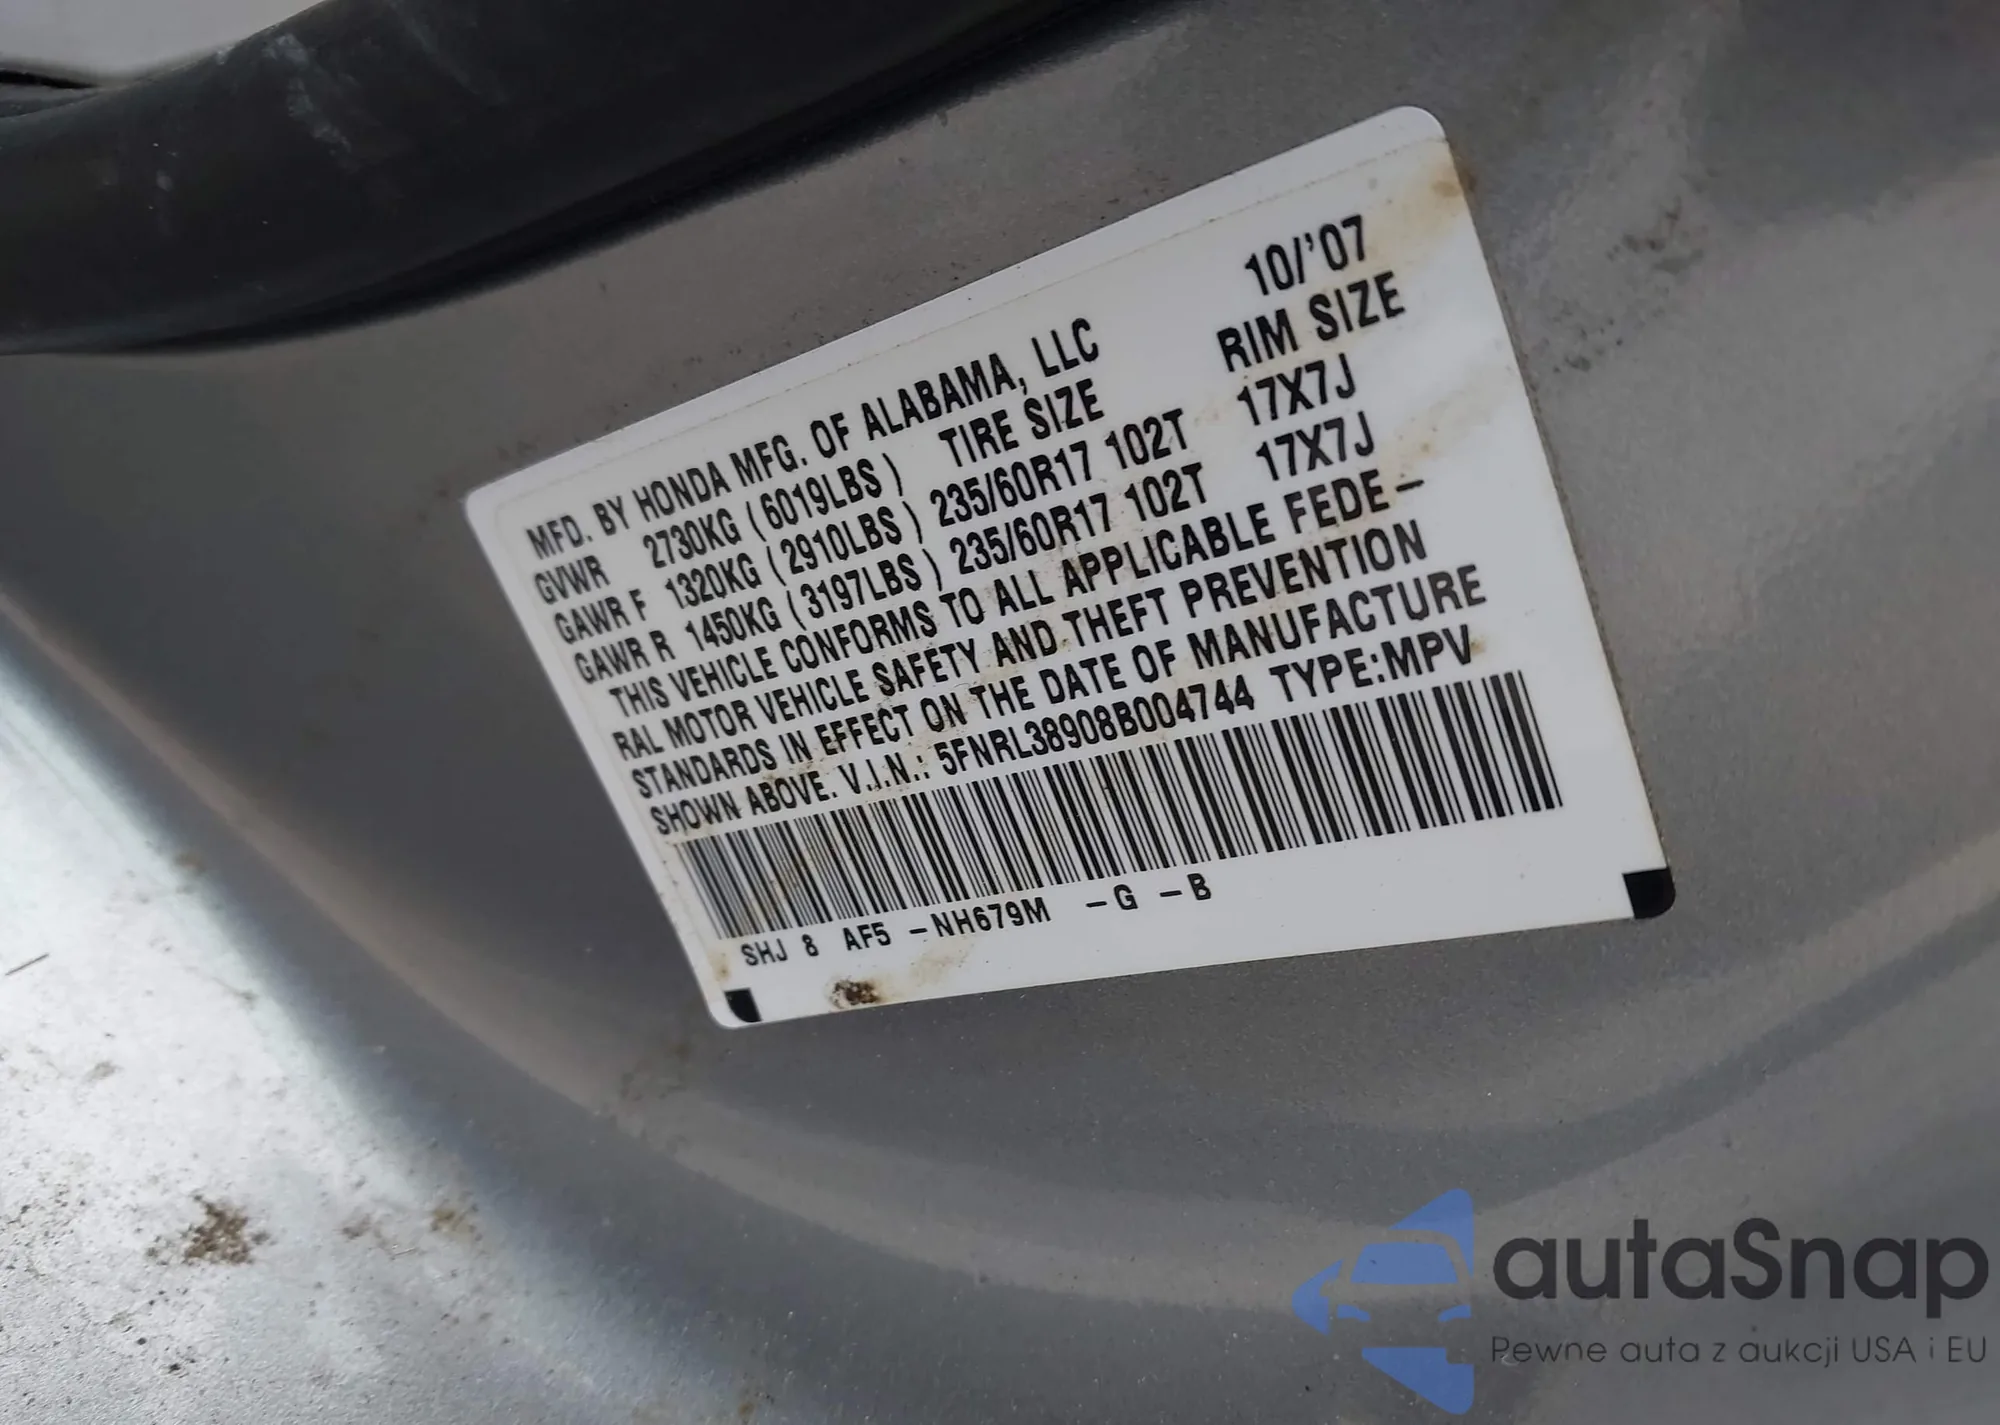 MFD. BY HONDA MFG. OF ALABAMA, LLC 10/'07
GVWR 2730KG (6019LBS) TIRE SIZE RIM SIZE
GAWR F 1320KG (2910LBS) 235/60R17 102T 17X7J
GAWR R 1450KG (3197LBS) 235/60R17 102T 17X7J
THIS VEHICLE CONFORMS TO ALL APPLICABLE FEDE-
RAL MOTOR VEHICLE SAFETY AND THEFT PREVENTION
STANDARDS IN EFFECT ON THE DATE OF MANUFACTURE
SHOWN ABOVE. V.I.N.: 5FNRL38908B004744 TYPE:MPV
SHJ 8 AF5 -NH679M -G -B
autaSnap
Pewne auta z aukcji USA i EU